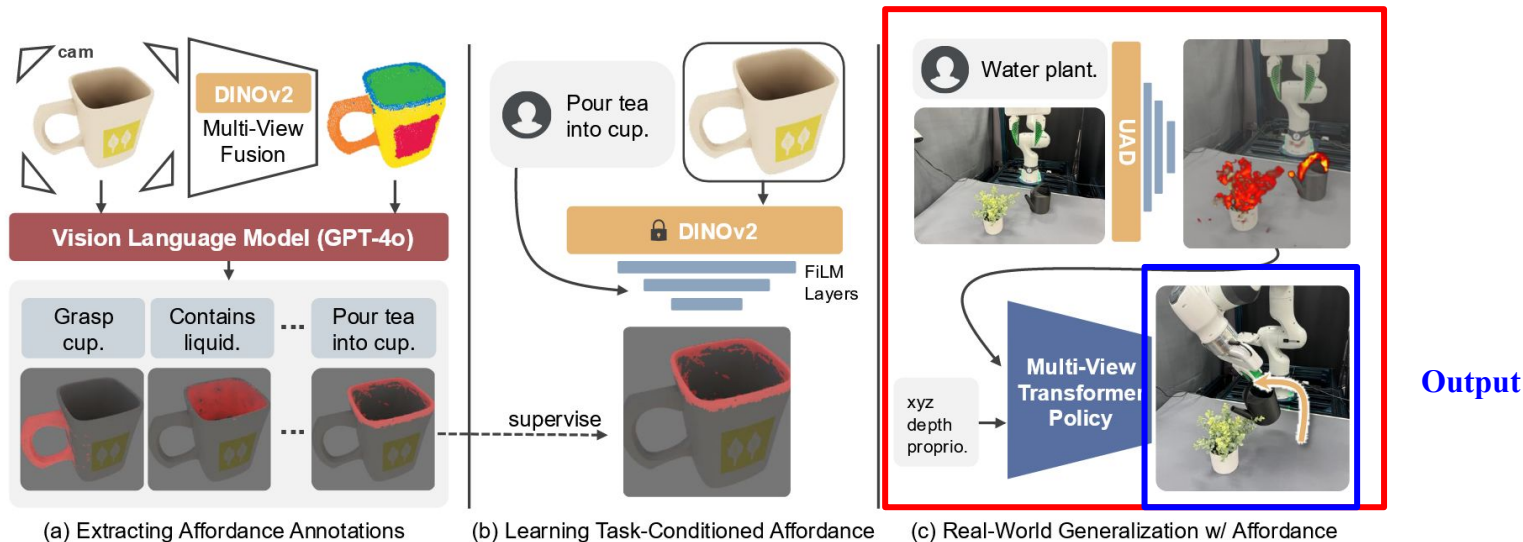 cam
DINOv2
Multi-View
Fusion
Vision Language Model (GPT-4o)
Grasp
cup.
Contains
liquid.
...
Pour tea
into cup.
...
(a) Extracting Affordance Annotations
Pour tea
into cup.
DINOv2
FiLM
Layers
supervise
(b) Learning Task-Conditioned Affordance
Water plant.
UAD
xyz
depth
proprio.
Multi-View
Transformer
Policy
(c) Real-World Generalization w/ Affordance
Output